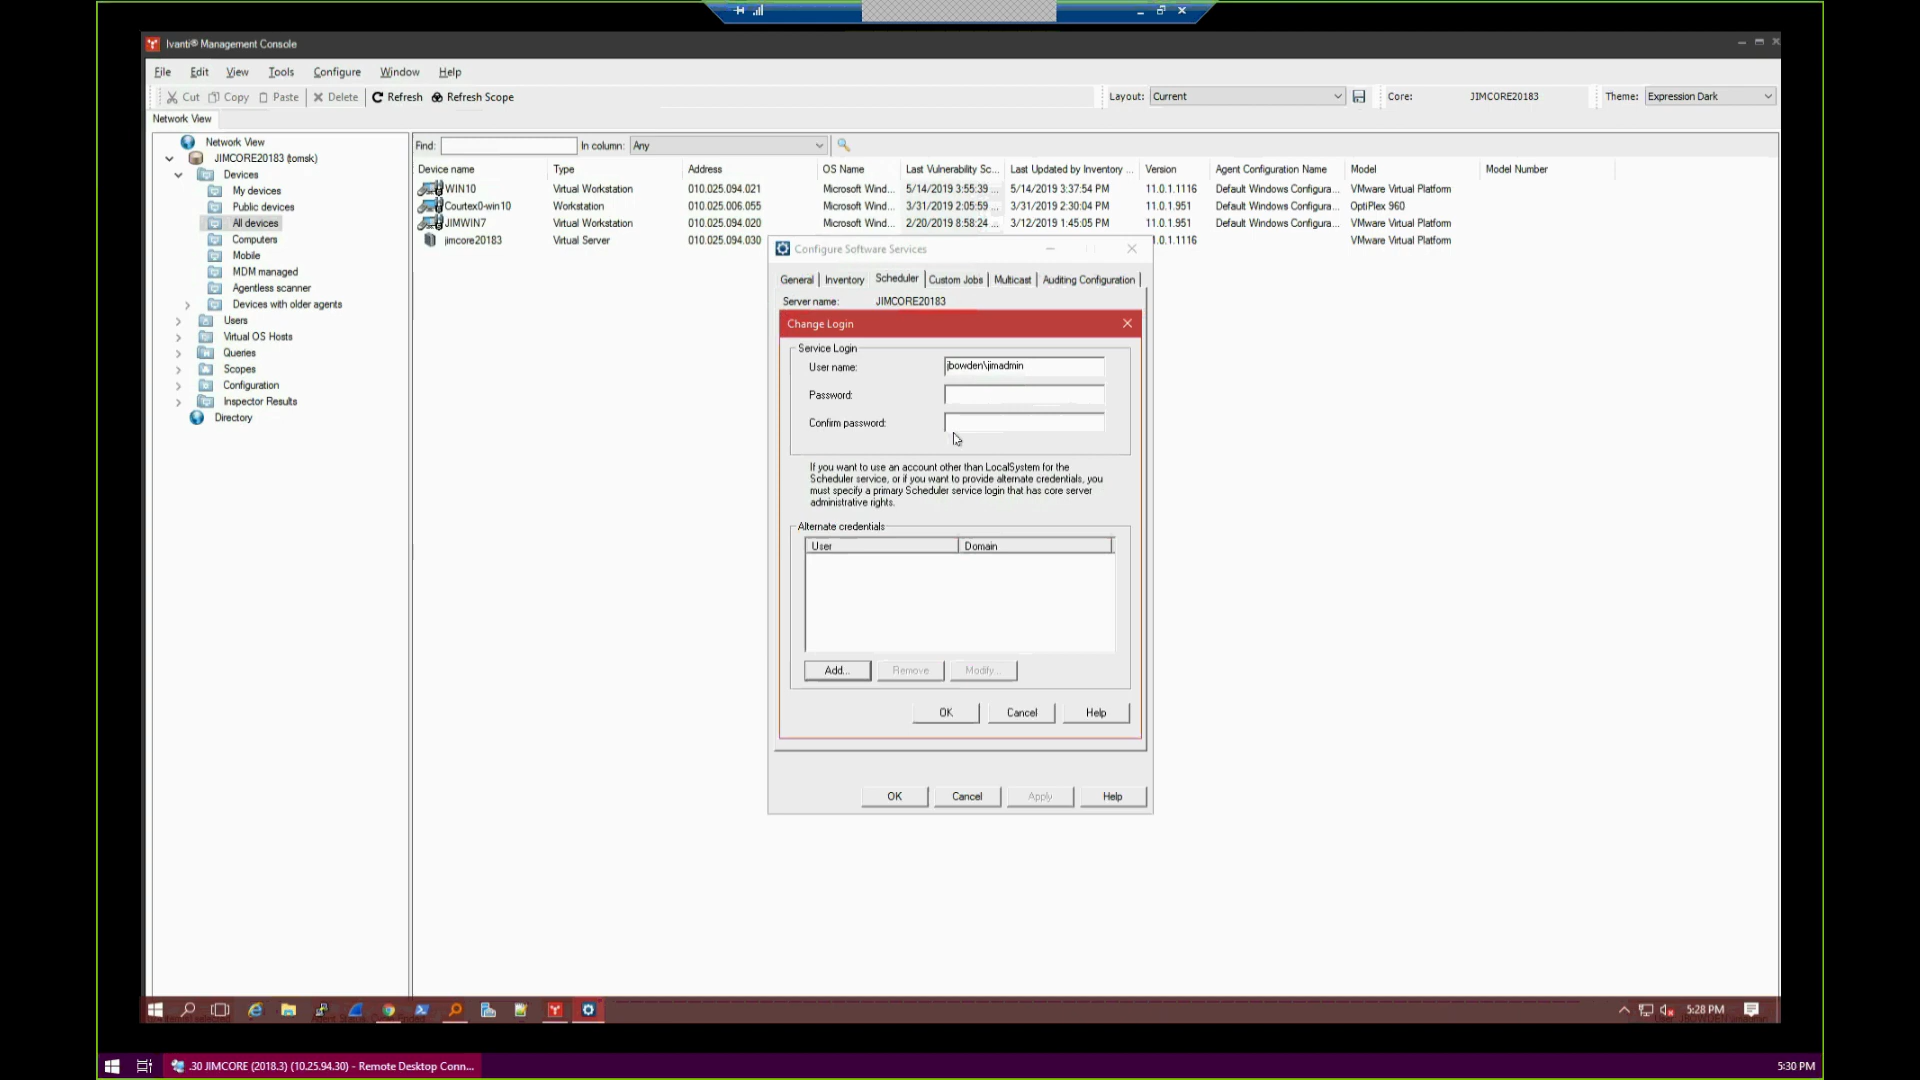 Ivanti® Management Console
File Edit View Tools Configure Window Help
Cut Copy Paste Delete Refresh Refresh Scope Layout: Current Core: JIMCORE20183 Theme: Expression Dark
Network View
Network View
JIMCORE20183 (tomsk)
Devices
My devices
Public devices
All devices
Computers
Mobile
MDM managed
Agentless scanner
Devices with older agents
Users
Virtual OS Hosts
Queries
Scopes
Configuration
Inspector Results
Directory
Find: In column: Any
Device name Type Address OS Name Last Vulnerability Sc... Last Updated by Inventory ... Version Agent Configuration Name Model Model Number
WIN10 Virtual Workstation 010.025.094.021 Microsoft Wind... 5/14/2019 3:55:39 ... 5/14/2019 3:37:54 PM 11.0.1.1116 Default Windows Configura... VMware Virtual Platform
Courtex0-win10 Workstation 010.025.006.055 Microsoft Wind... 3/31/2019 2:05:59 ... 3/31/2019 2:30:04 PM 11.0.1.951 Default Windows Configura... OptiPlex 960
JIMWIN7 Virtual Workstation 010.025.094.020 Microsoft Wind... 2/20/2019 8:58:24 ... 3/12/2019 1:45:05 PM 11.0.1.951 Default Windows Configura... VMware Virtual Platform
jimcore20183 Virtual Server 010.025.094.030 1.0.1.1116 VMware Virtual Platform
Configure Software Services
General Inventory Scheduler Custom Jobs Multicast Auditing Configuration
Server name: JIMCORE20183
Change Login
Service Login
User name: jbowden\jimadmin
Password:
Confirm password:
If you want to use an account other than LocalSystem for the
Scheduler service, or if you want to provide alternate credentials, you
must specify a primary Scheduler service login that has core server
administrative rights.
Alternate credentials
User Domain
Add... Remove Modify...
OK Cancel Help
OK Cancel Apply Help
5:28 PM
.30 JIMCORE (2018.3) (10.25.94.30) - Remote Desktop Conn...
5:30 PM